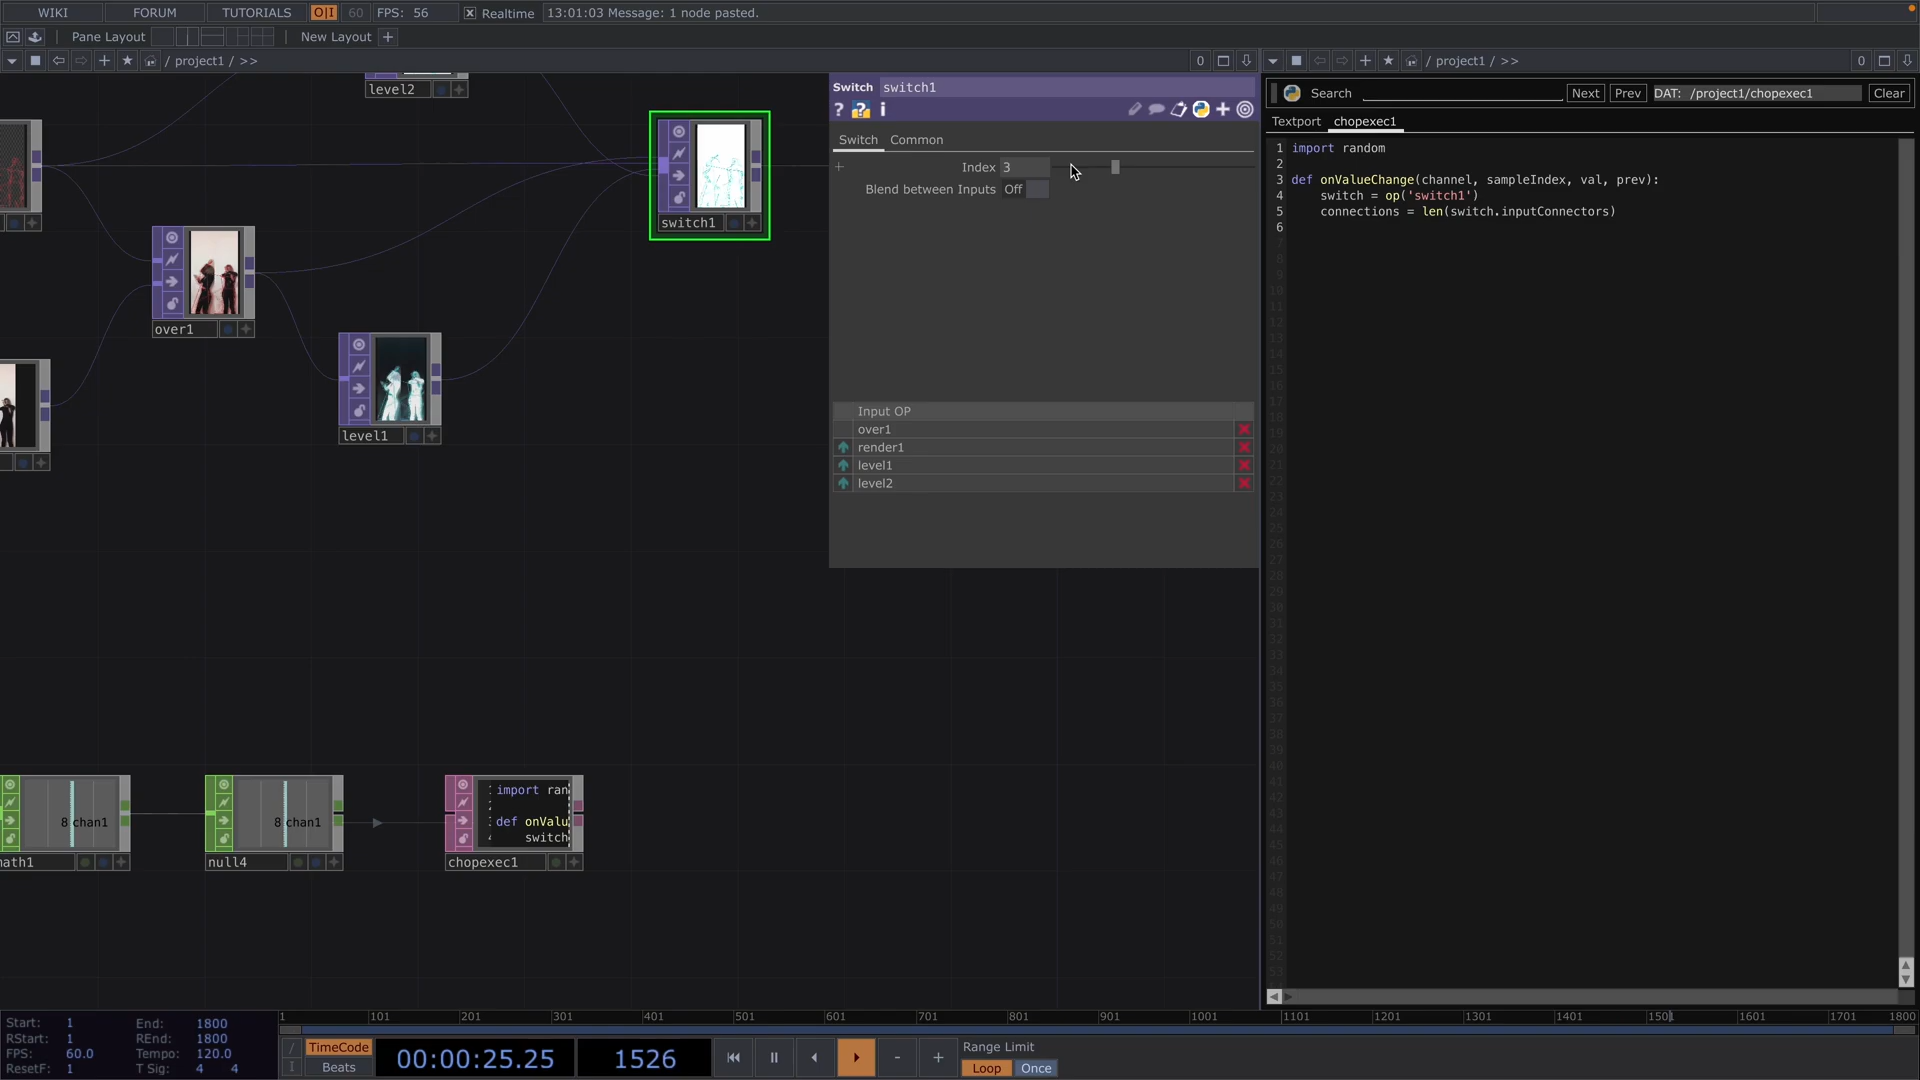 WIKI FORUM TUTORIALS O|I 60 FPS: 56 Realtime 13:01:03 Message: 1 node pasted.
Pane Layout New Layout +
/ project1 / >> 0
/ project1 / >> 0
level2
Switch switch1
? ? i
Search Next Prev DAT: /project1/chopexec1 Clear
Switch Common
Textport chopexec1
Index 3
Blend between Inputs Off
1 import random
2
3 def onValueChange(channel, sampleIndex, val, prev):
4 switch = op('switch1')
5 connections = len(switch.inputConnectors)
6
switch1
over1
level1
Input OP
over1
render1
level1
level2
8 chan1
math1
8 chan1
null4
import ran
def onValu
switch
chopexec1
1 101 201 301 401 501 601 701 801 901 1001 1101 1201 1301 1401 1501 1601 1701 1800
Start: 1 End: 1800
RStart: 1 REnd: 1800
FPS: 60.0 Tempo: 120.0
ResetF: 1 T Sig: 4 4
TimeCode
Beats
00:00:25.25 1526
Range Limit
Loop Once